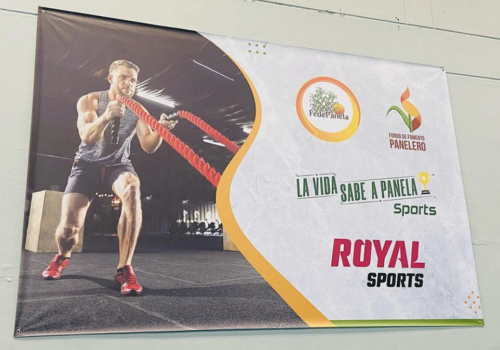 FedePanela
FONDO DE FOMENTO
PANELERO
LA VIDA SABE A PANELA
Sports
ROYAL
SPORTS